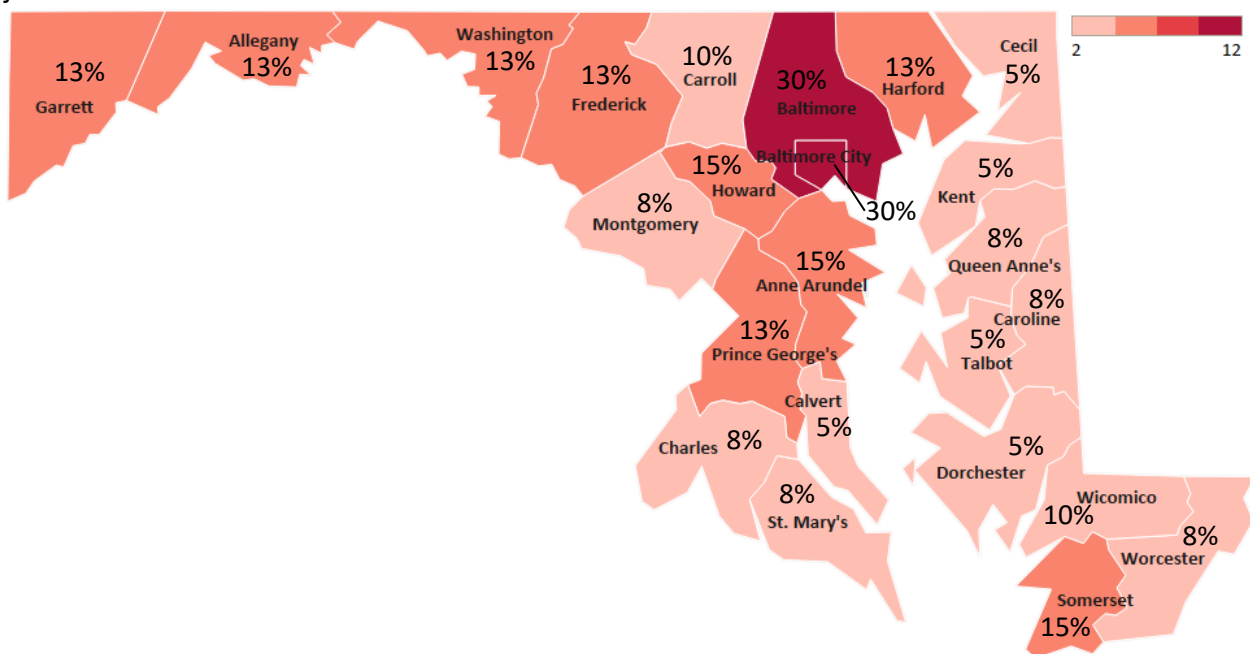 13%
Garrett
Allegany
13%
Washington
13%
13%
Frederick
10%
Carroll
30%
Baltimore
13%
Harford
Cecil
5%
2 12
Baltimore City
30%
15%
Howard
8%
Montgomery
5%
Kent
8%
Queen Anne's
15%
Anne Arundel
8%
Caroline
13%
Prince George's
5%
Talbot
Calvert
5%
Charles 8%
5%
Dorchester
8%
St. Mary's
Wicomico
10%
8%
Worcester
Somerset
15%